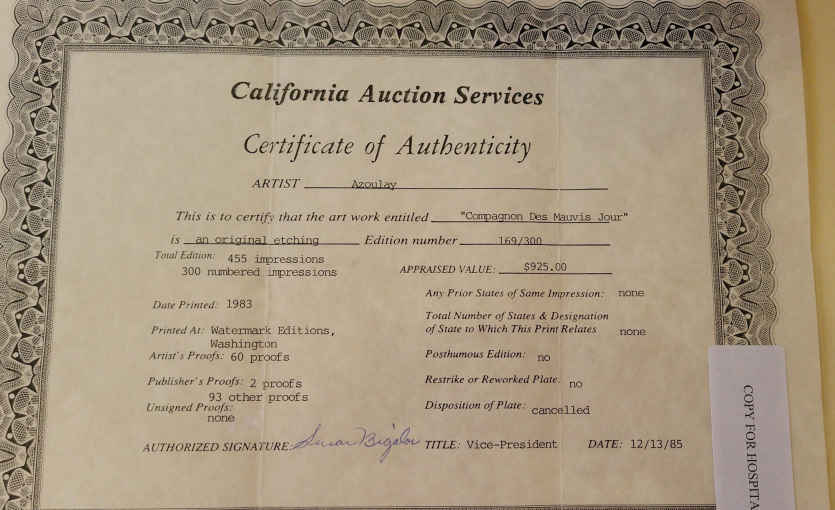 California Auction Services
Certificate of Authenticity
ARTIST Azoulay
This is to certify that the art work entitled "Compagnon Des Mauvis Jour"
is an original etching Edition number 169/300
Total Edition: 455 impressions
300 numbered impressions
APPRAISED VALUE: $925.00
Date Printed: 1983
Printed At: Watermark Editions,
Washington
Artist's Proofs: 60 proofs
Publisher's Proofs: 2 proofs
93 other proofs
Unsigned Proofs:
none
Any Prior States of Same Impression: none
Total Number of States & Designation
of State to Which This Print Relates none
Posthumous Edition: no
Restrike or Reworked Plate: no
Disposition of Plate: cancelled
AUTHORIZED SIGNATURE: Susan Bigelow TITLE: Vice-President DATE: 12/13/85
COPY FOR HOSPITA